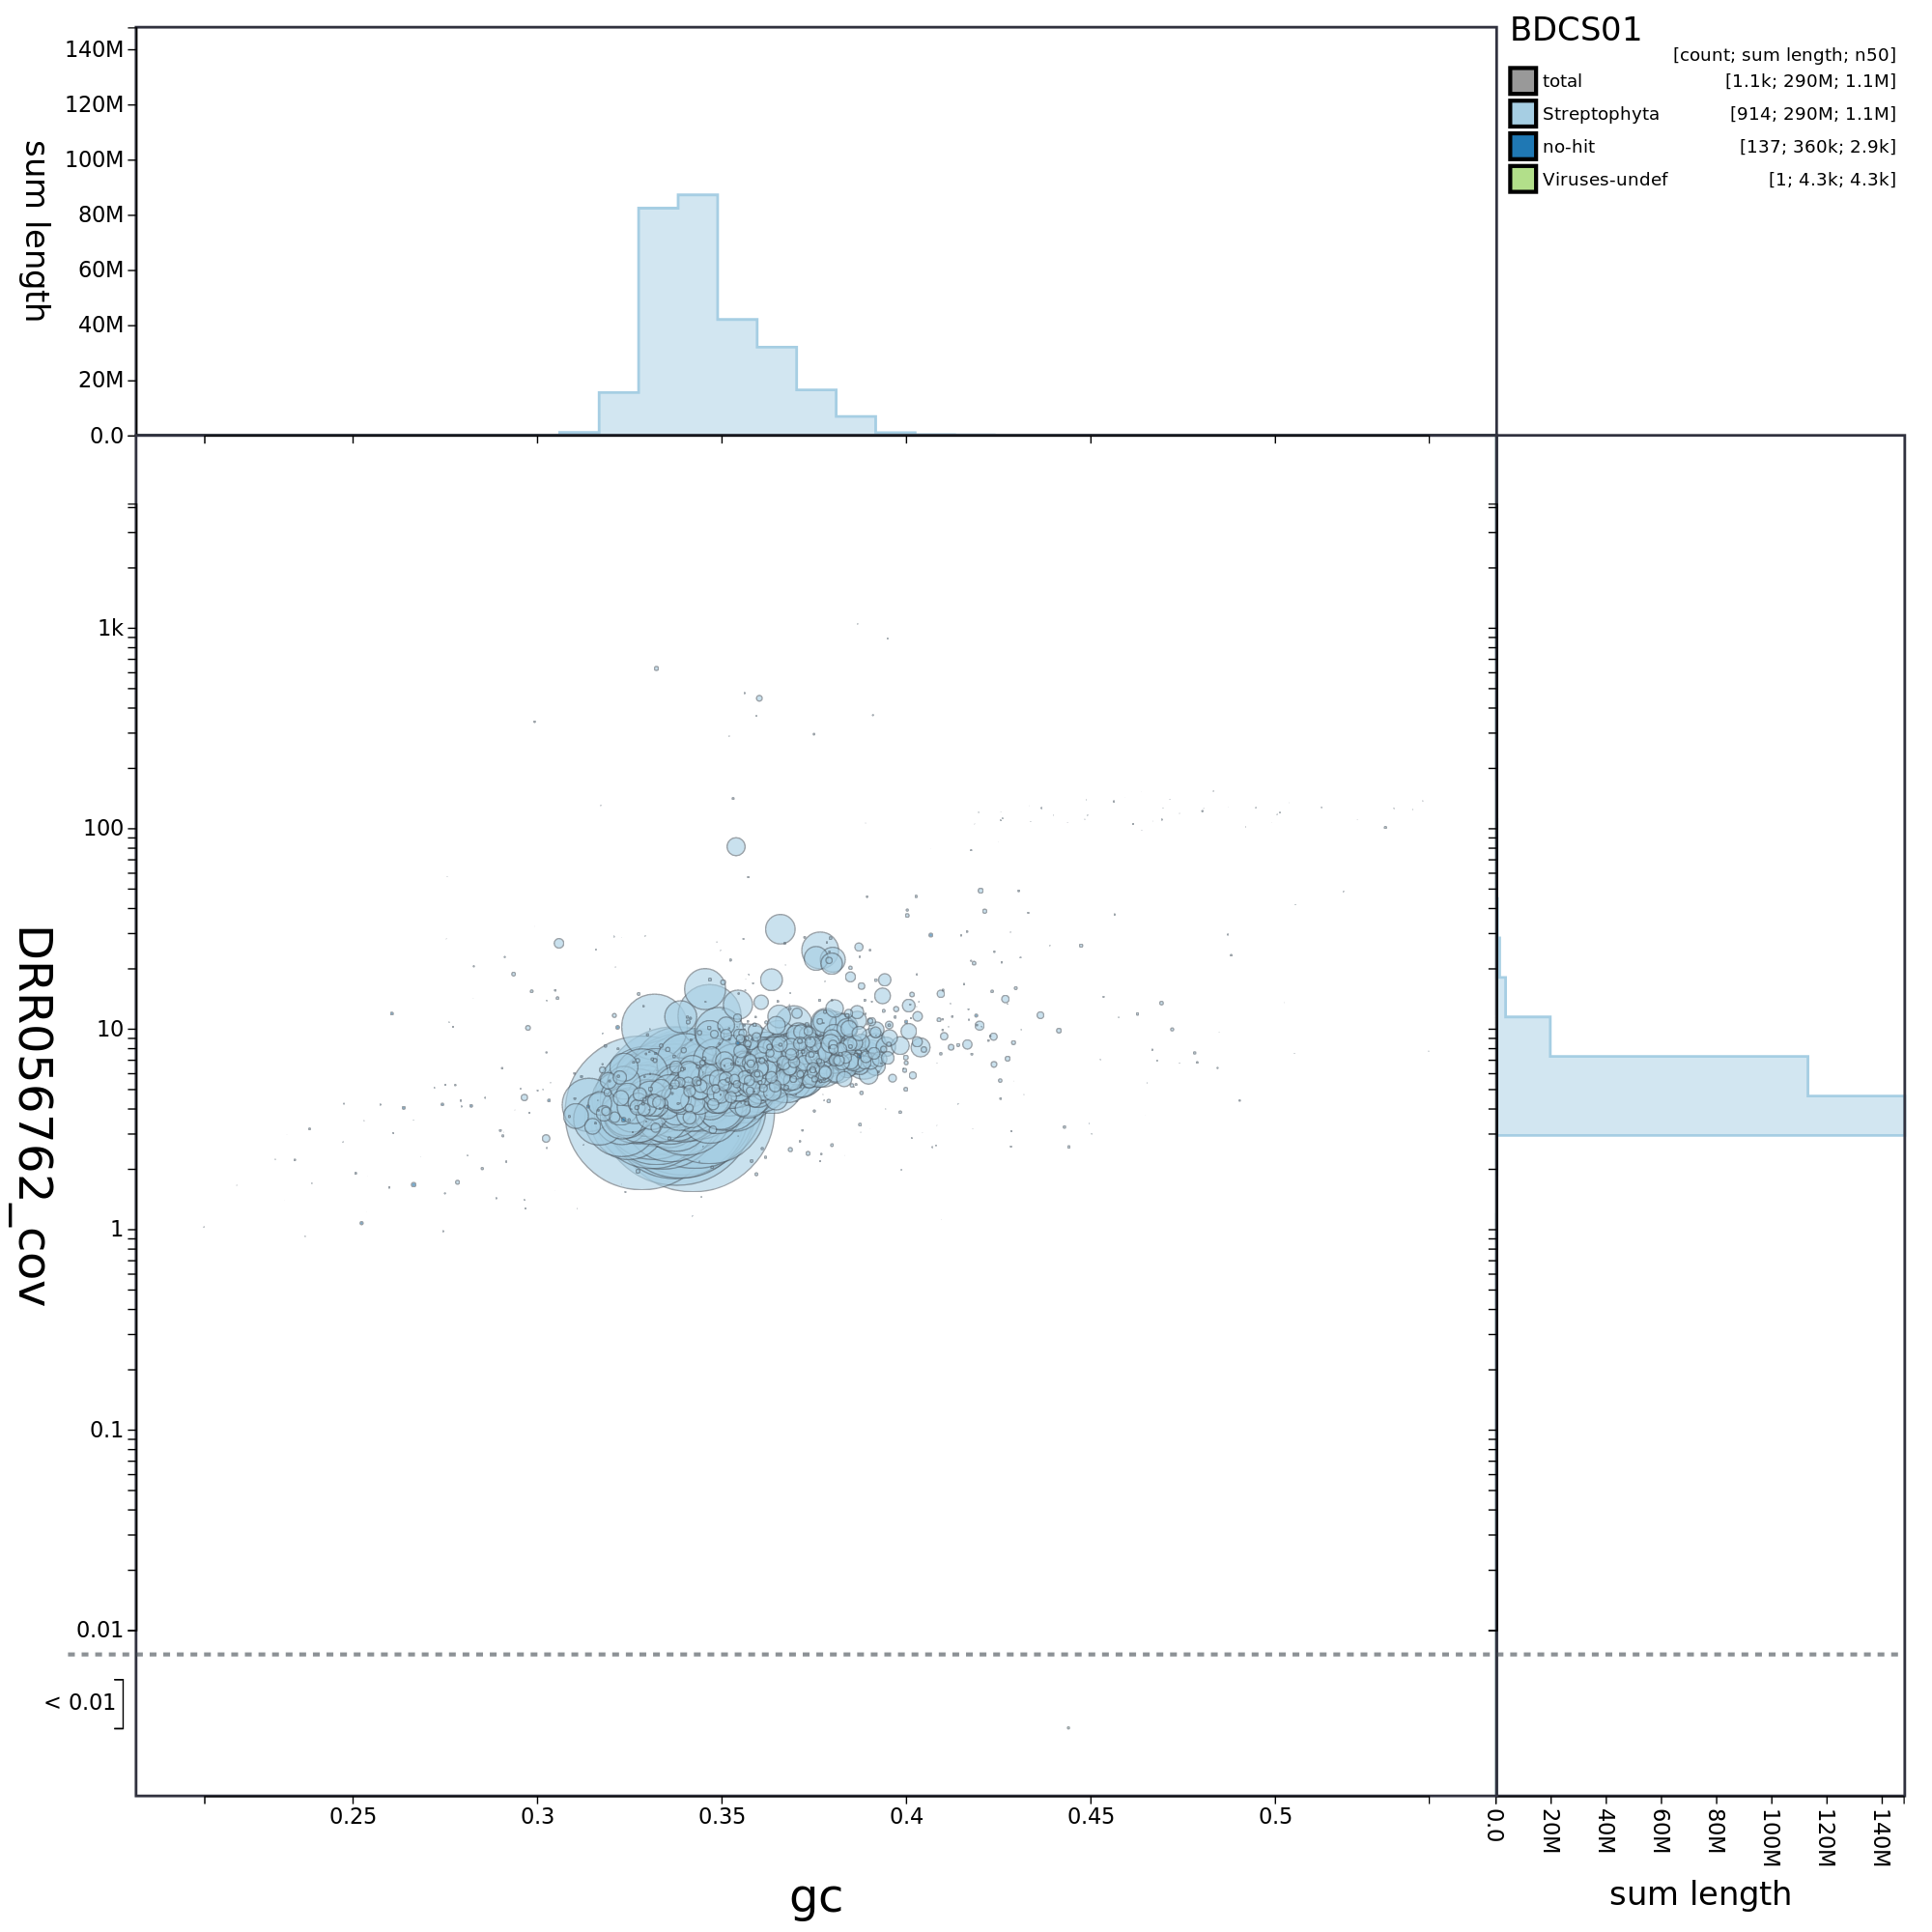 BDCS01
[count; sum length; n50]
total [1.1k; 290M; 1.1M]
Streptophyta [914; 290M; 1.1M]
no-hit [137; 360k; 2.9k]
Viruses-undef [1; 4.3k; 4.3k]
sum length
140M
120M
100M
80M
60M
40M
20M
0.0
DRR056762_cov
1k
100
10
1
0.1
0.01
< 0.01
0.25 0.3 0.35 0.4 0.45 0.5
gc
0.0 20M 40M 60M 80M 100M 120M 140M
sum length